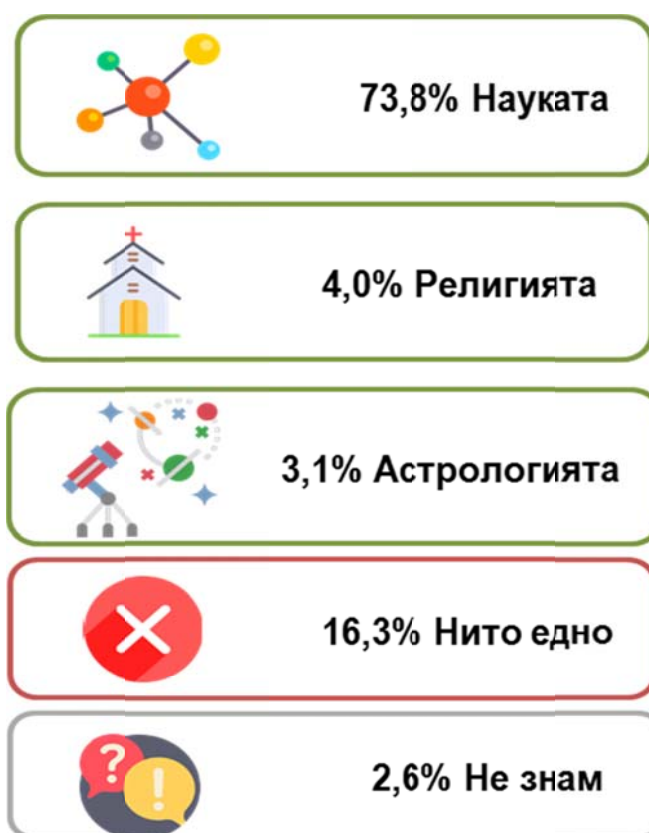 73,8% Науката
4,0% Религията
3,1% Астрологията
16,3% Нито едно
2,6% Не знам